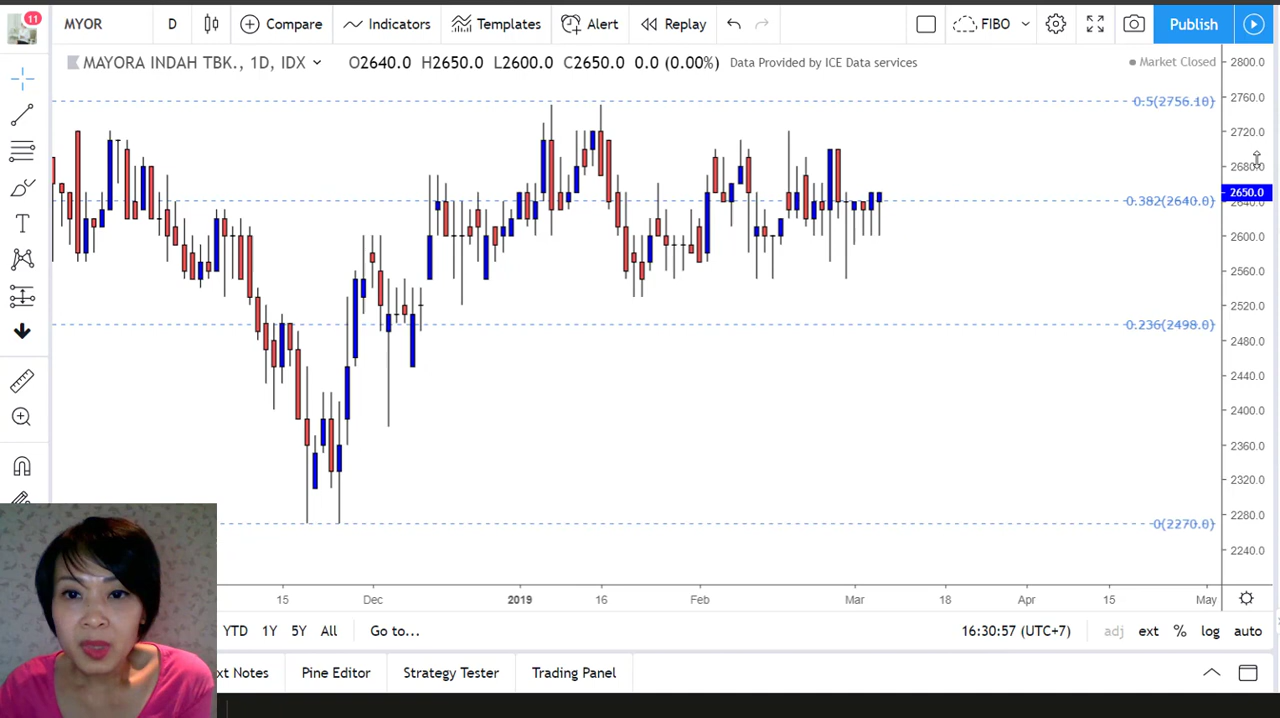 11
MYOR
D
Compare
Indicators
Templates
Alert
Replay
FIBO
Publish
MAYORA INDAH TBK., 1D, IDX
O2640.0 H2650.0 L2600.0 C2650.0 0.0 (0.00%)
Data Provided by ICE Data services
Market Closed
0.5(2756.10)
0.382(2640.0)
0.236(2498.0)
0(2270.0)
2800.0
2760.0
2720.0
2680.0
2650.0
2640.0
2600.0
2560.0
2520.0
2480.0
2440.0
2400.0
2360.0
2320.0
2280.0
2240.0
T
15 Dec 2019 16 Feb Mar 18 Apr 15 May
YTD 1Y 5Y All Go to...
16:30:57 (UTC+7) adj ext % log auto
Notes Pine Editor Strategy Tester Trading Panel